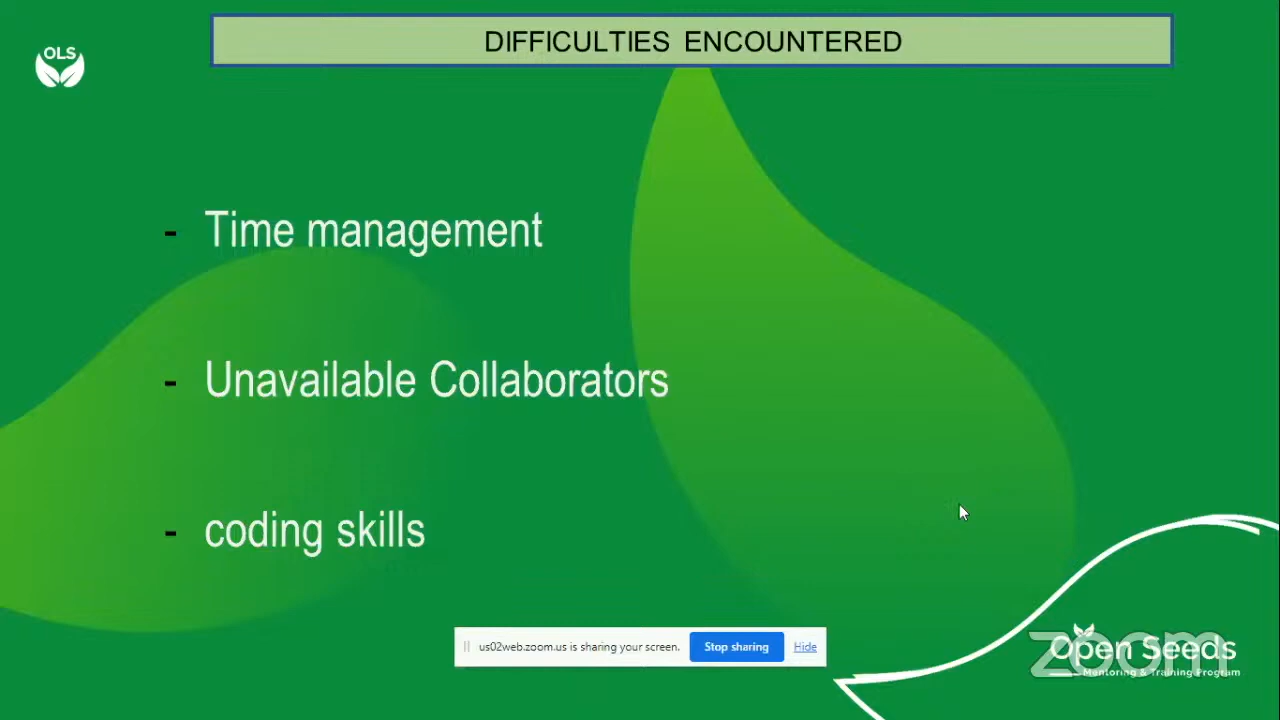 OLS
DIFFICULTIES ENCOUNTERED
- Time management
- Unavailable Collaborators
- coding skills
us02web.zoom.us is sharing your screen. Stop sharing Hide
Open Seeds
zoom
Mentoring & Training Program